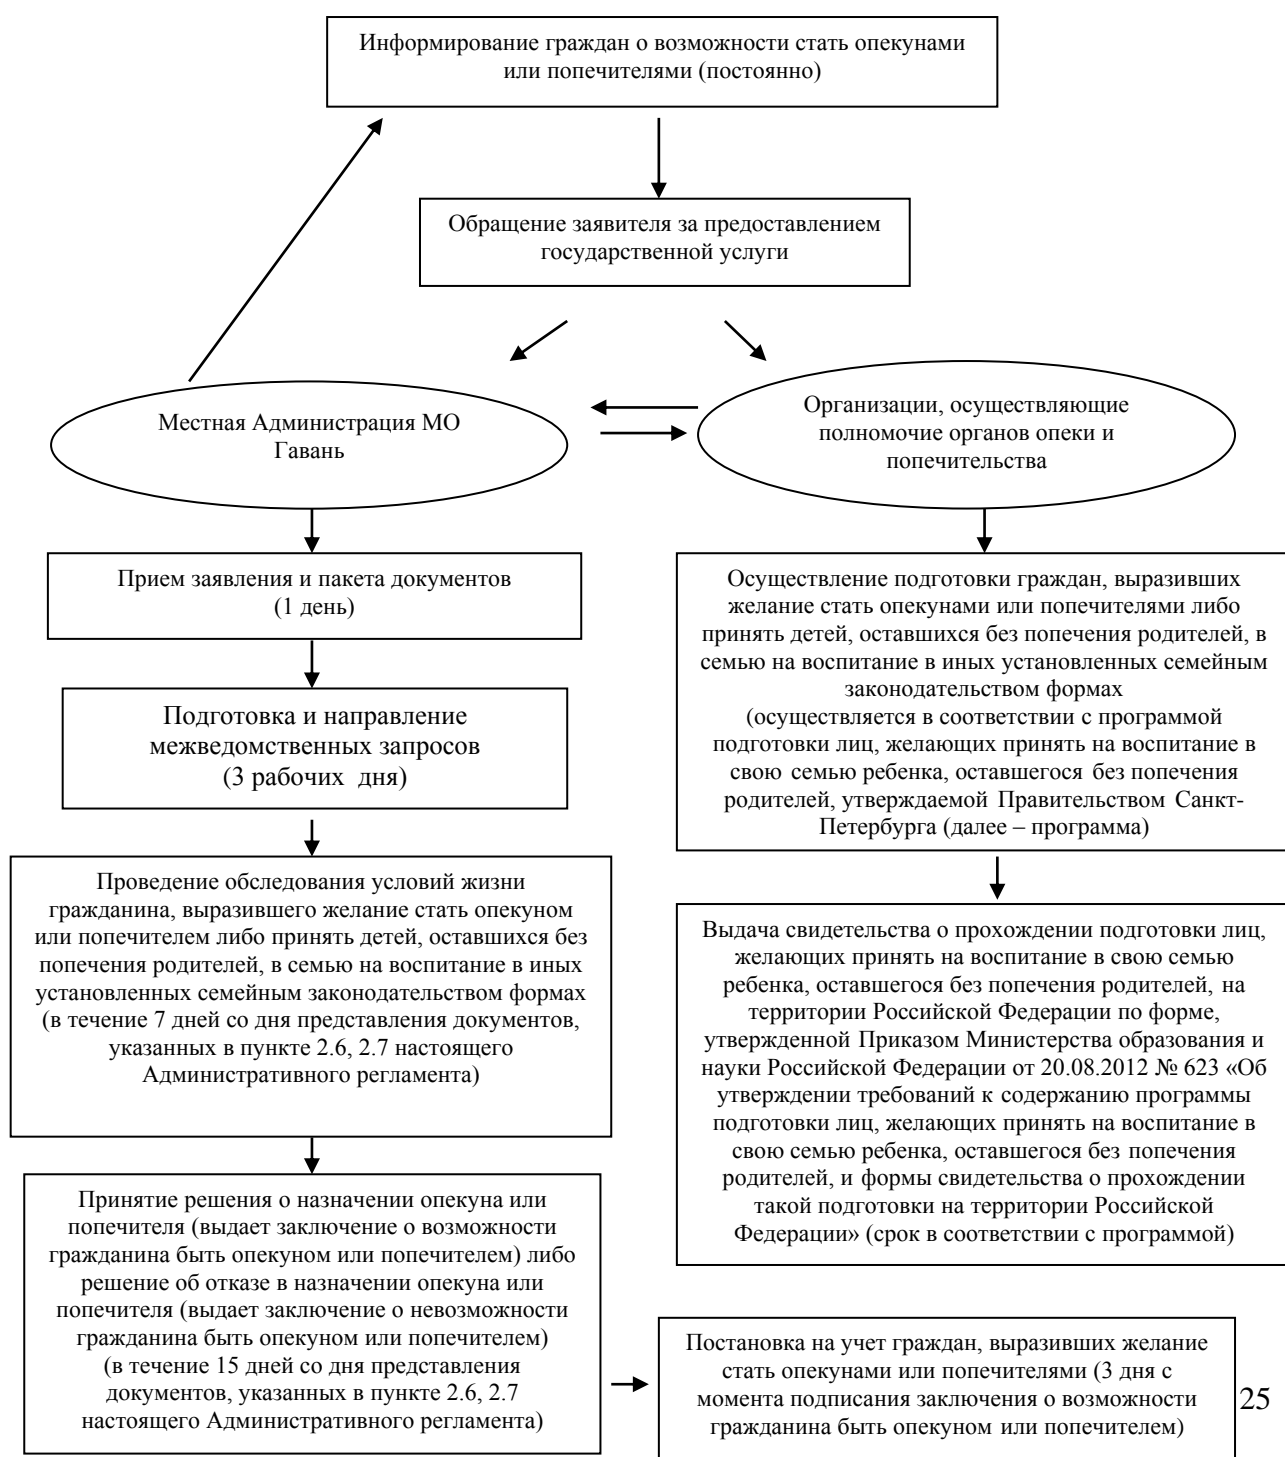 Информирование граждан о возможности стать опекунами
или попечителями (постоянно)
Обращение заявителя за предоставлением
государственной услуги
Местная Администрация МО
Гавань
Организации, осуществляющие
полномочие органов опеки и
попечительства
Прием заявления и пакета документов
(1 день)
Подготовка и направление
межведомственных запросов
(3 рабочих дня)
Проведение обследования условий жизни
гражданина, выразившего желание стать опекуном
или попечителем либо принять детей, оставшихся без
попечения родителей, в семью на воспитание в иных
установленных семейным законодательством формах
(в течение 7 дней со дня представления документов,
указанных в пункте 2.6, 2.7 настоящего
Административного регламента)
Принятие решения о назначении опекуна или
попечителя (выдает заключение о возможности
гражданина быть опекуном или попечителем) либо
решение об отказе в назначении опекуна или
попечителя (выдает заключение о невозможности
гражданина быть опекуном или попечителем)
(в течение 15 дней со дня представления
документов, указанных в пункте 2.6, 2.7
настоящего Административного регламента)
Осуществление подготовки граждан, выразивших
желание стать опекунами или попечителями либо
принять детей, оставшихся без попечения родителей, в
семью на воспитание в иных установленных семейным
законодательством формах
(осуществляется в соответствии с программой
подготовки лиц, желающих принять на воспитание в
свою семью ребенка, оставшегося без попечения
родителей, утверждаемой Правительством Санкт-
Петербурга (далее – программа)
Выдача свидетельства о прохождении подготовки лиц,
желающих принять на воспитание в свою семью
ребенка, оставшегося без попечения родителей, на
территории Российской Федерации по форме,
утвержденной Приказом Министерства образования и
науки Российской Федерации от 20.08.2012 № 623 «Об
утверждении требований к содержанию программы
подготовки лиц, желающих принять на воспитание в
свою семью ребенка, оставшегося без попечения
родителей, и формы свидетельства о прохождении
такой подготовки на территории Российской
Федерации» (срок в соответствии с программой)
Постановка на учет граждан, выразивших желание
стать опекунами или попечителями (3 дня с
момента подписания заключения о возможности
гражданина быть опекуном или попечителем)
25